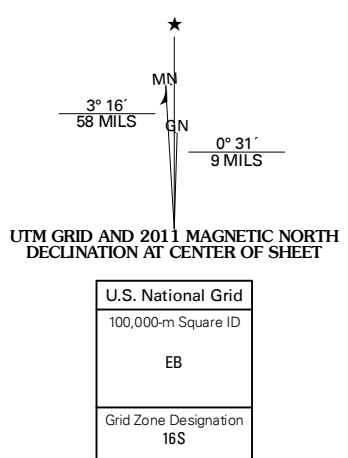 ★
MN
3° 16´
58 MILS
GN
0° 31´
9 MILS
UTM GRID AND 2011 MAGNETIC NORTH
DECLINATION AT CENTER OF SHEET
U.S. National Grid
100,000-m Square ID
EB
Grid Zone Designation
16S